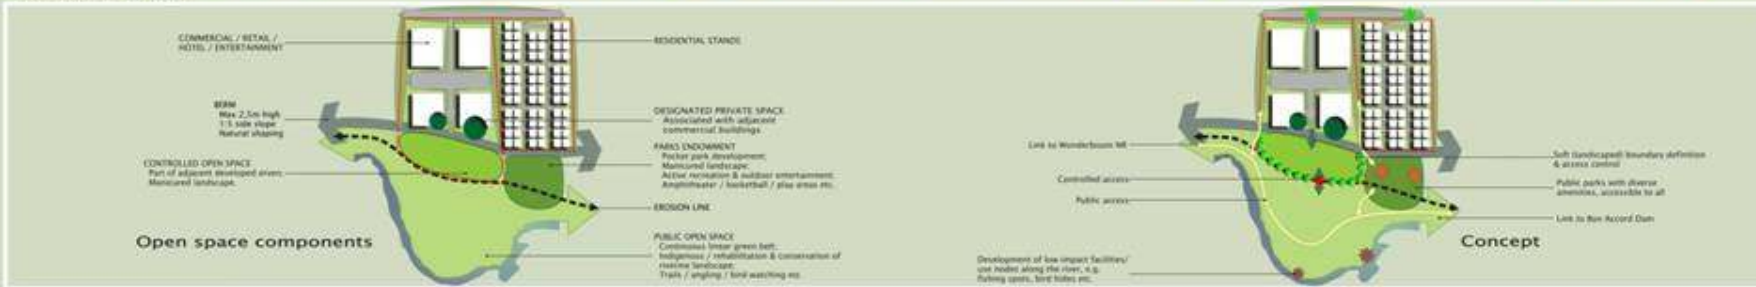 COMMERCIAL / RETAIL /
HOTEL / ENTERTAINMENT
BERM
Max 2,5m high
1:5 side slope
Natural shaping
CONTROLLED OPEN SPACE
Part of adjacent developed erven
Manicured landscape.
Open space components
RESIDENTIAL STANDS
DESIGNATED PRIVATE SPACE
Associated with adjacent
commercial buildings
PARKS ENDOWMENT
Pocket park development;
Manicured landscape;
Active recreation & outdoor entertainment.
Amphitheater / basketball / play areas etc.
EROSION LINE
PUBLIC OPEN SPACE
Continuous linear green belt;
Indigenous / rehabilitation & conservation of
riverine landscape;
Trails / angling / bird watching etc.
Link to Wonderboom NR
Controlled access
Public access
Development of low impact facilities/
use nodes along the river, e.g.
fishing spots, bird hides etc.
Soft (landscaped) boundary definition
& access control
Public parks with diverse
amenities, accessible to all
Link to Bon Accord Dam
Concept